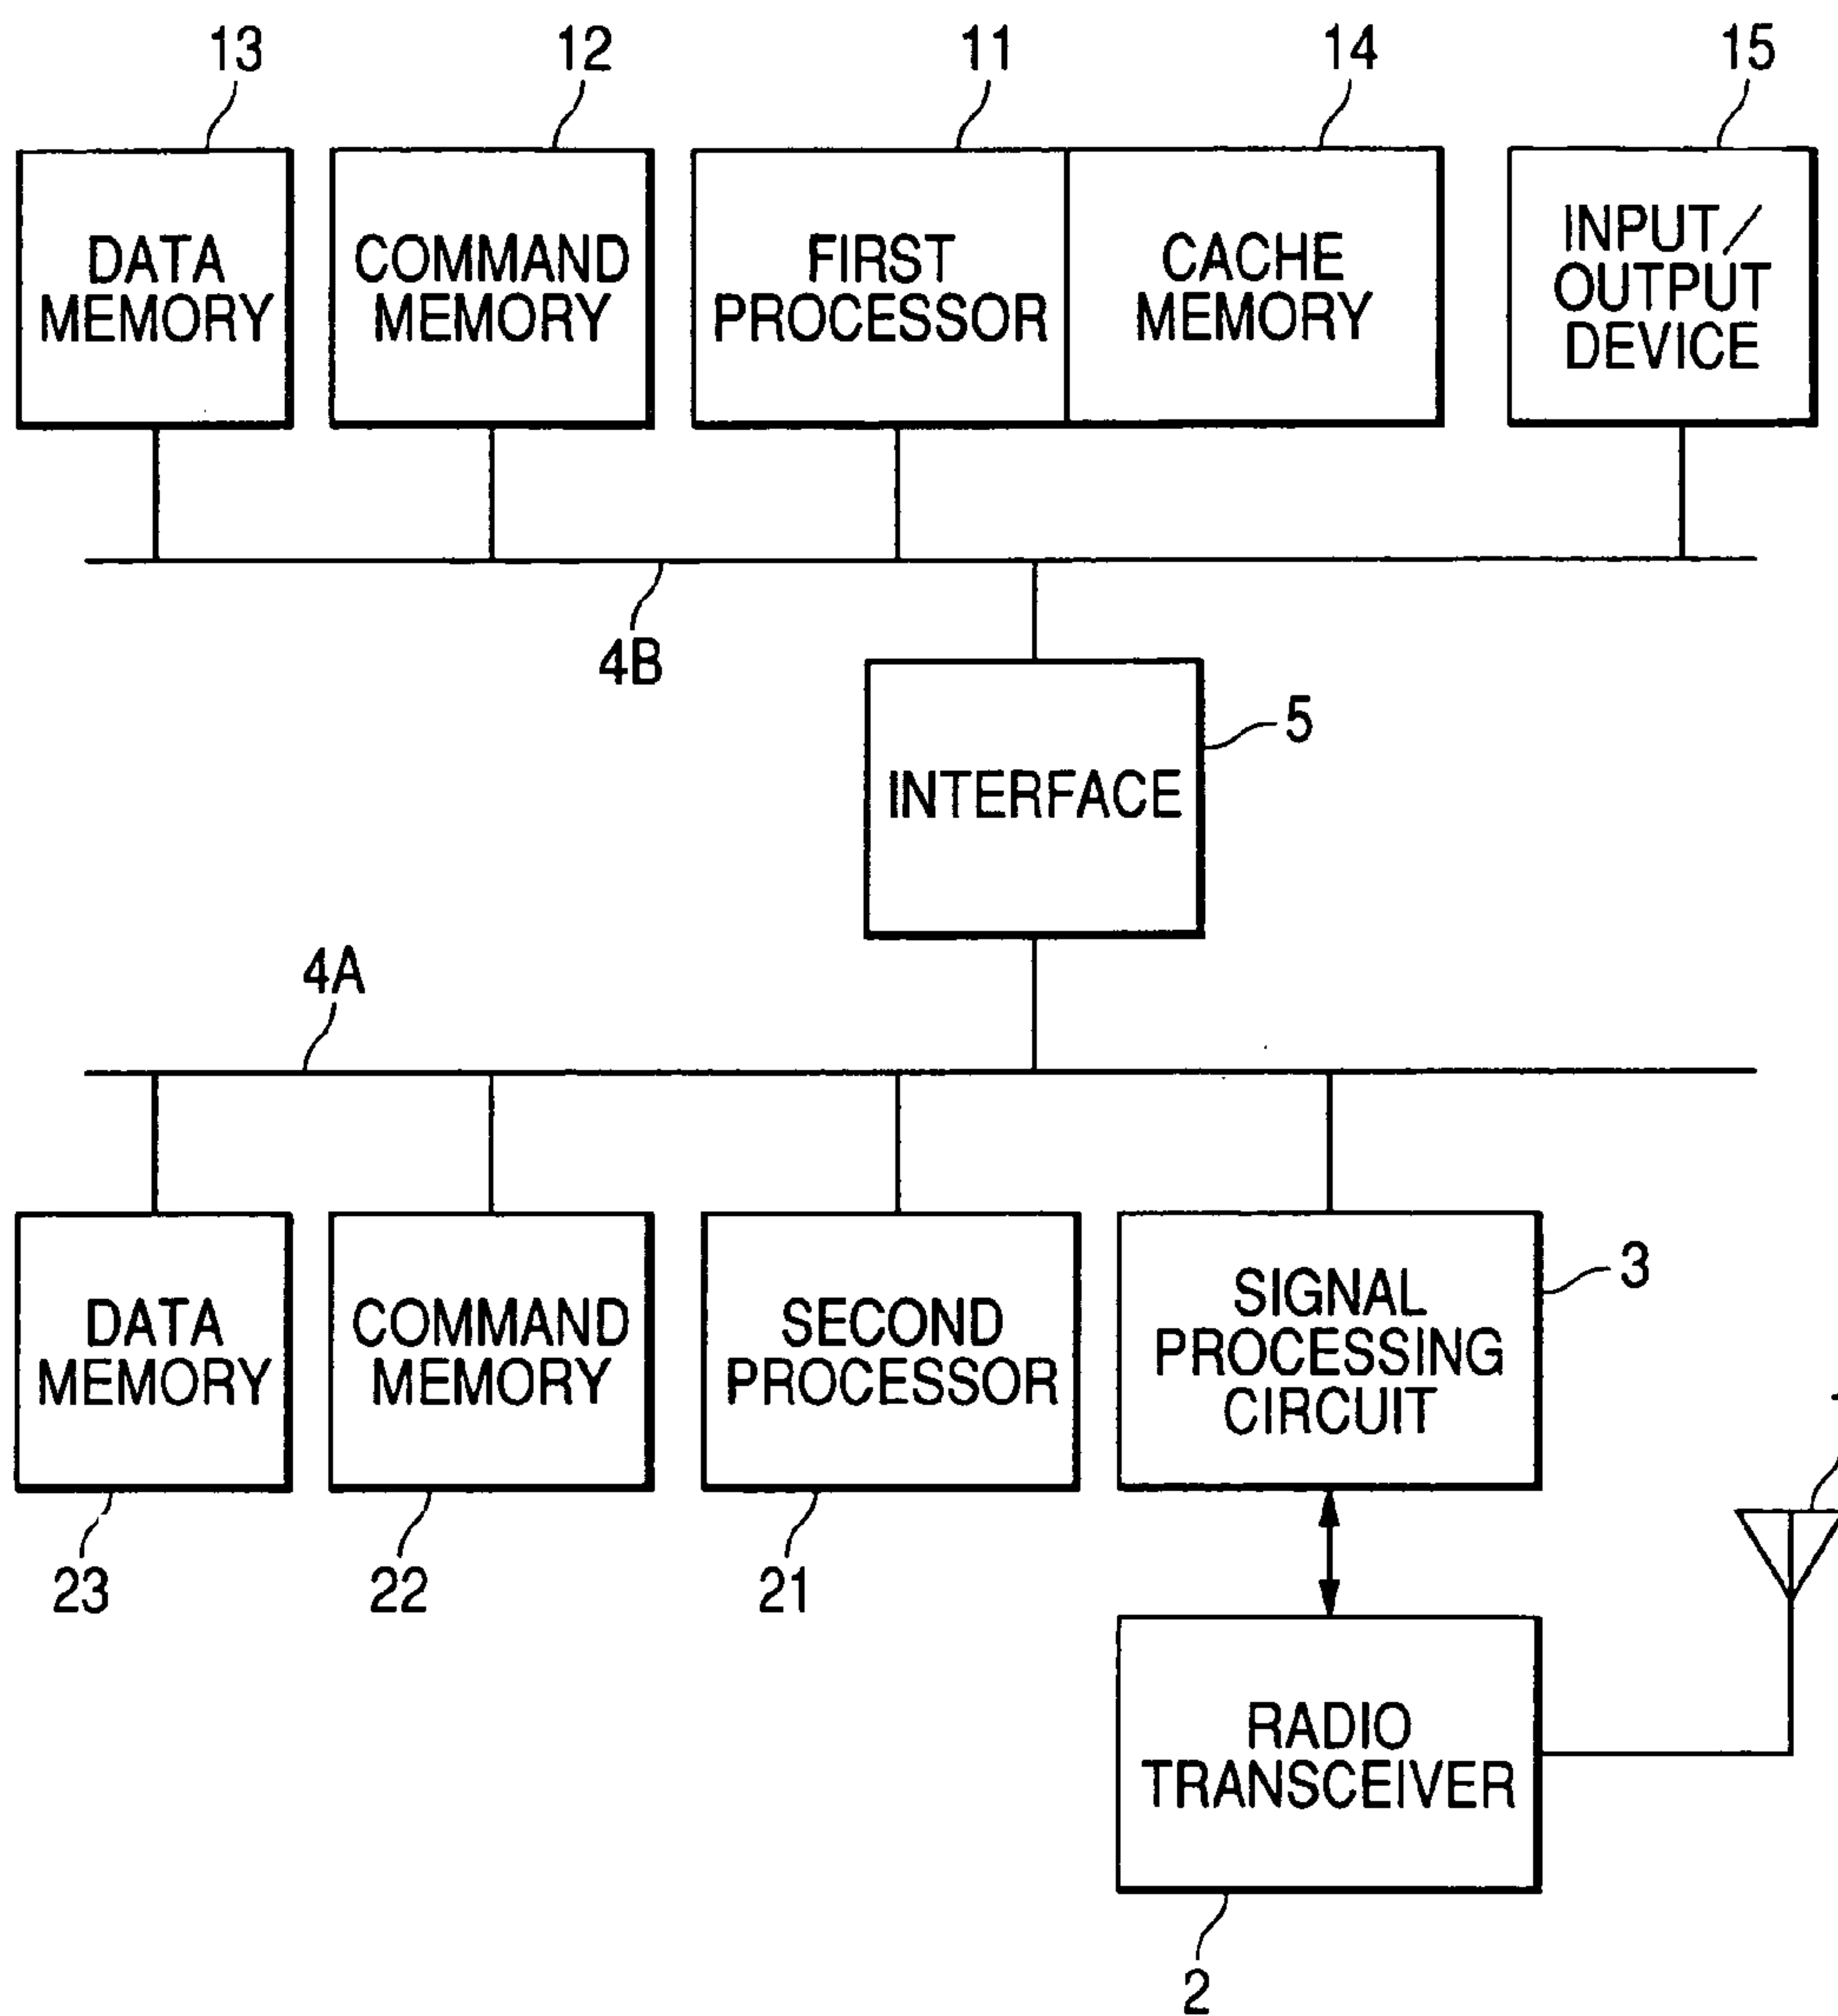 13
12
11
14
15
DATA
MEMORY
COMMAND
MEMORY
FIRST
PROCESSOR
CACHE
MEMORY
INPUT/
OUTPUT
DEVICE
4B
5
INTERFACE
4A
DATA
MEMORY
COMMAND
MEMORY
SECOND
PROCESSOR
SIGNAL
PROCESSING
CIRCUIT
3
23
22
21
RADIO
TRANSCEIVER
2